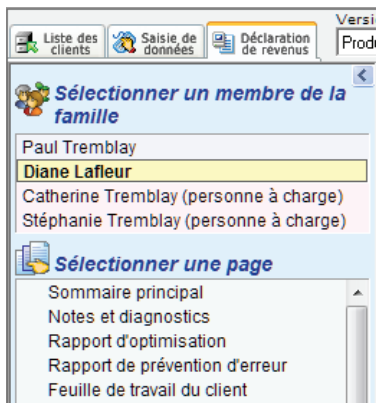 Versi
Liste des clients
Saisie de données
Déclaration de revenus
Produ
Sélectionner un membre de la
famille
Paul Tremblay
Diane Lafleur
Catherine Tremblay (personne à charge)
Stéphanie Tremblay (personne à charge)
Sélectionner une page
Sommaire principal
Notes et diagnostics
Rapport d'optimisation
Rapport de prévention d'erreur
Feuille de travail du client